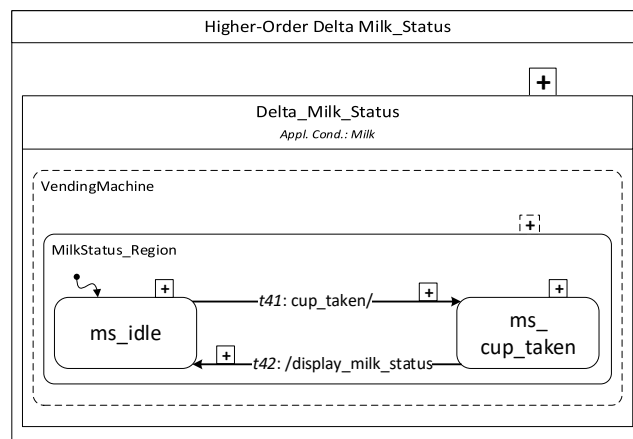 Higher-Order Delta Milk_Status
+
Delta_Milk_Status
Appl. Cond.: Milk
VendingMachine
+
MilkStatus_Region
+
t41: cup_taken/
+
+
ms_idle
ms_
cup_taken
+
t42: /display_milk_status